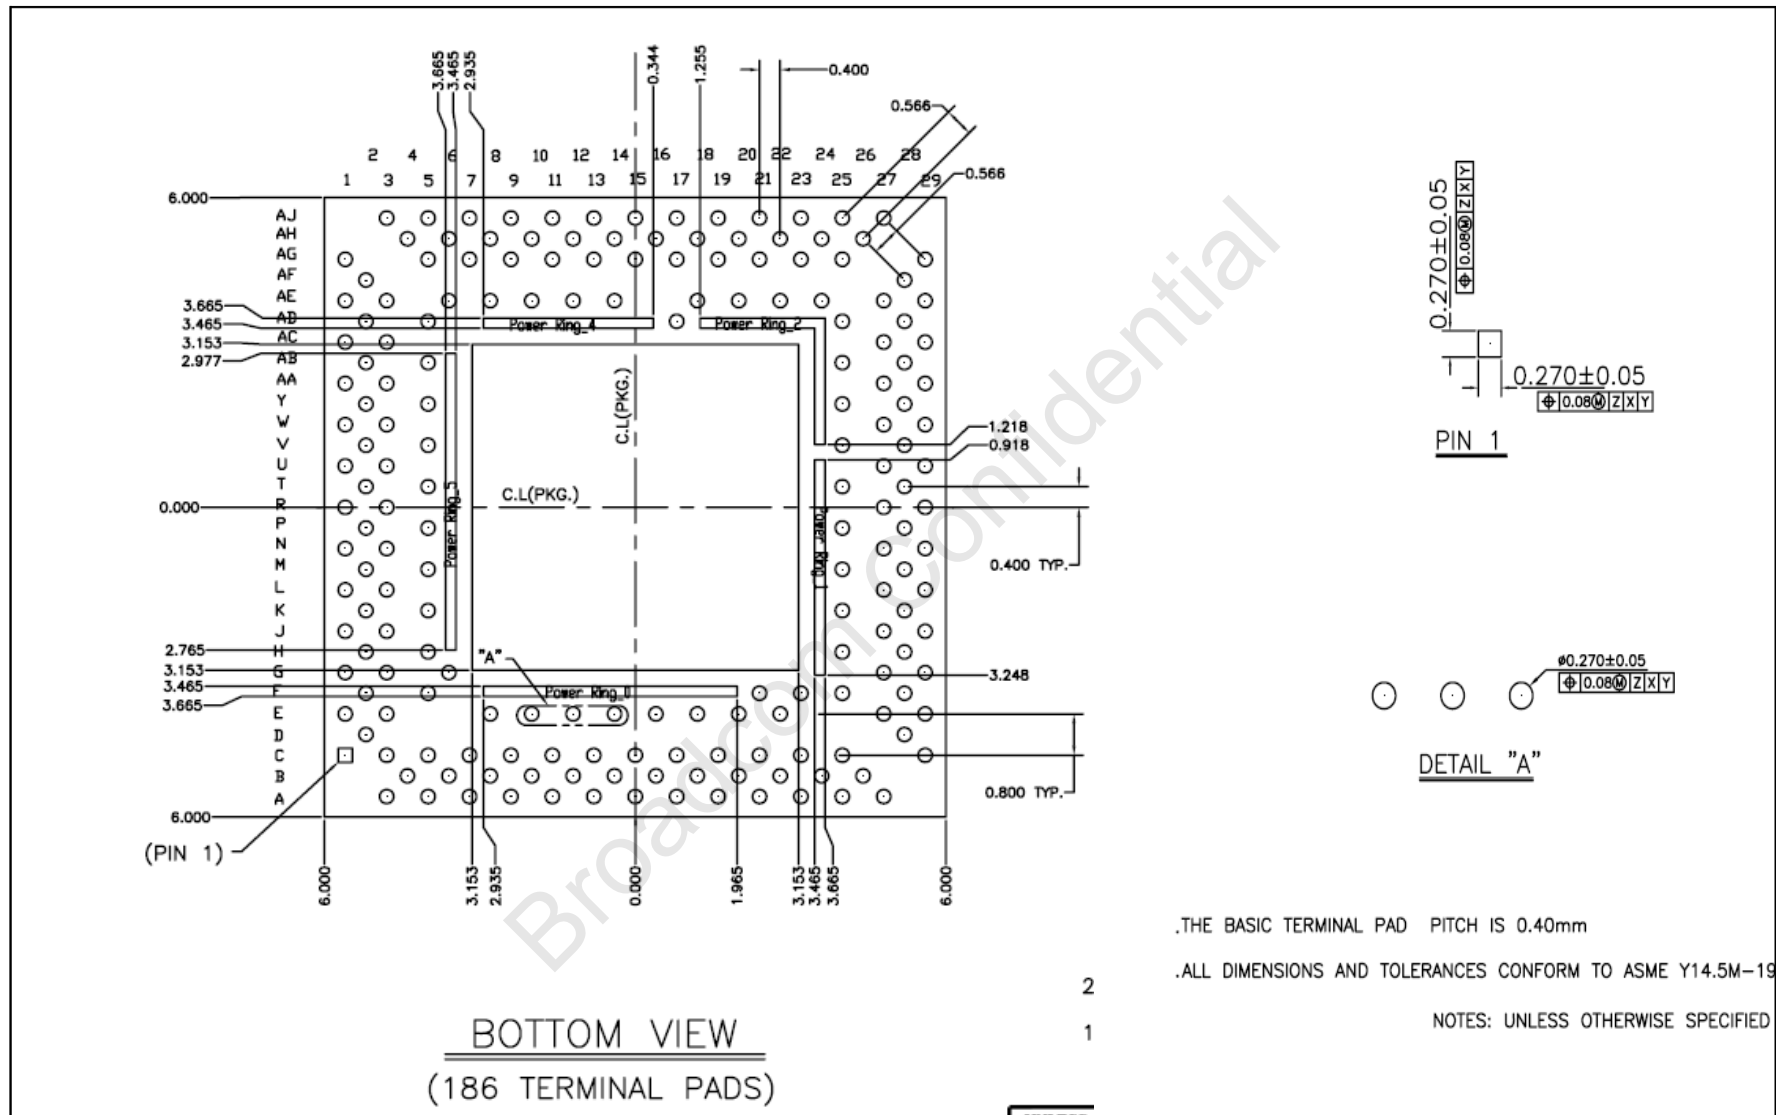 3.665
3.465
2.935
0.344
1.255
0.400
0.566
0.566
2 4 6 8 10 12 14 16 18 20 22 24 26 28
1 3 5 7 9 11 13 15 17 19 21 23 25 27 29
6.000
AJ
AH
AG
AF
AE
3.665
AD
3.465
Power Ring_4
Power Ring_2
3.153
AC
2.977
AB
AA
Y
W
V
U
T
0.000
R
P
N
M
L
K
J
2.765
H
3.153
G
3.465
F
3.665
E
D
C
B
A
6.000
C.L(PKG.)
C.L(PKG.)
Power Ring_5
Power Ring_1
1.218
0.918
0.400 TYP.
"A"
3.248
Power Ring_0
0.800 TYP.
(PIN 1)
6.000
3.153
2.935
0.000
1.965
3.153
3.465
3.665
6.000
BOTTOM VIEW
(186 TERMINAL PADS)
Broadcom Confidential
0.270±0.05
⌖ 0.08Ⓜ Z X Y
0.270±0.05
⌖ 0.08Ⓜ Z X Y
PIN 1
ø0.270±0.05
⌖ 0.08Ⓜ Z X Y
DETAIL "A"
.THE BASIC TERMINAL PAD PITCH IS 0.40mm
.ALL DIMENSIONS AND TOLERANCES CONFORM TO ASME Y14.5M-19
2
1
NOTES: UNLESS OTHERWISE SPECIFIED